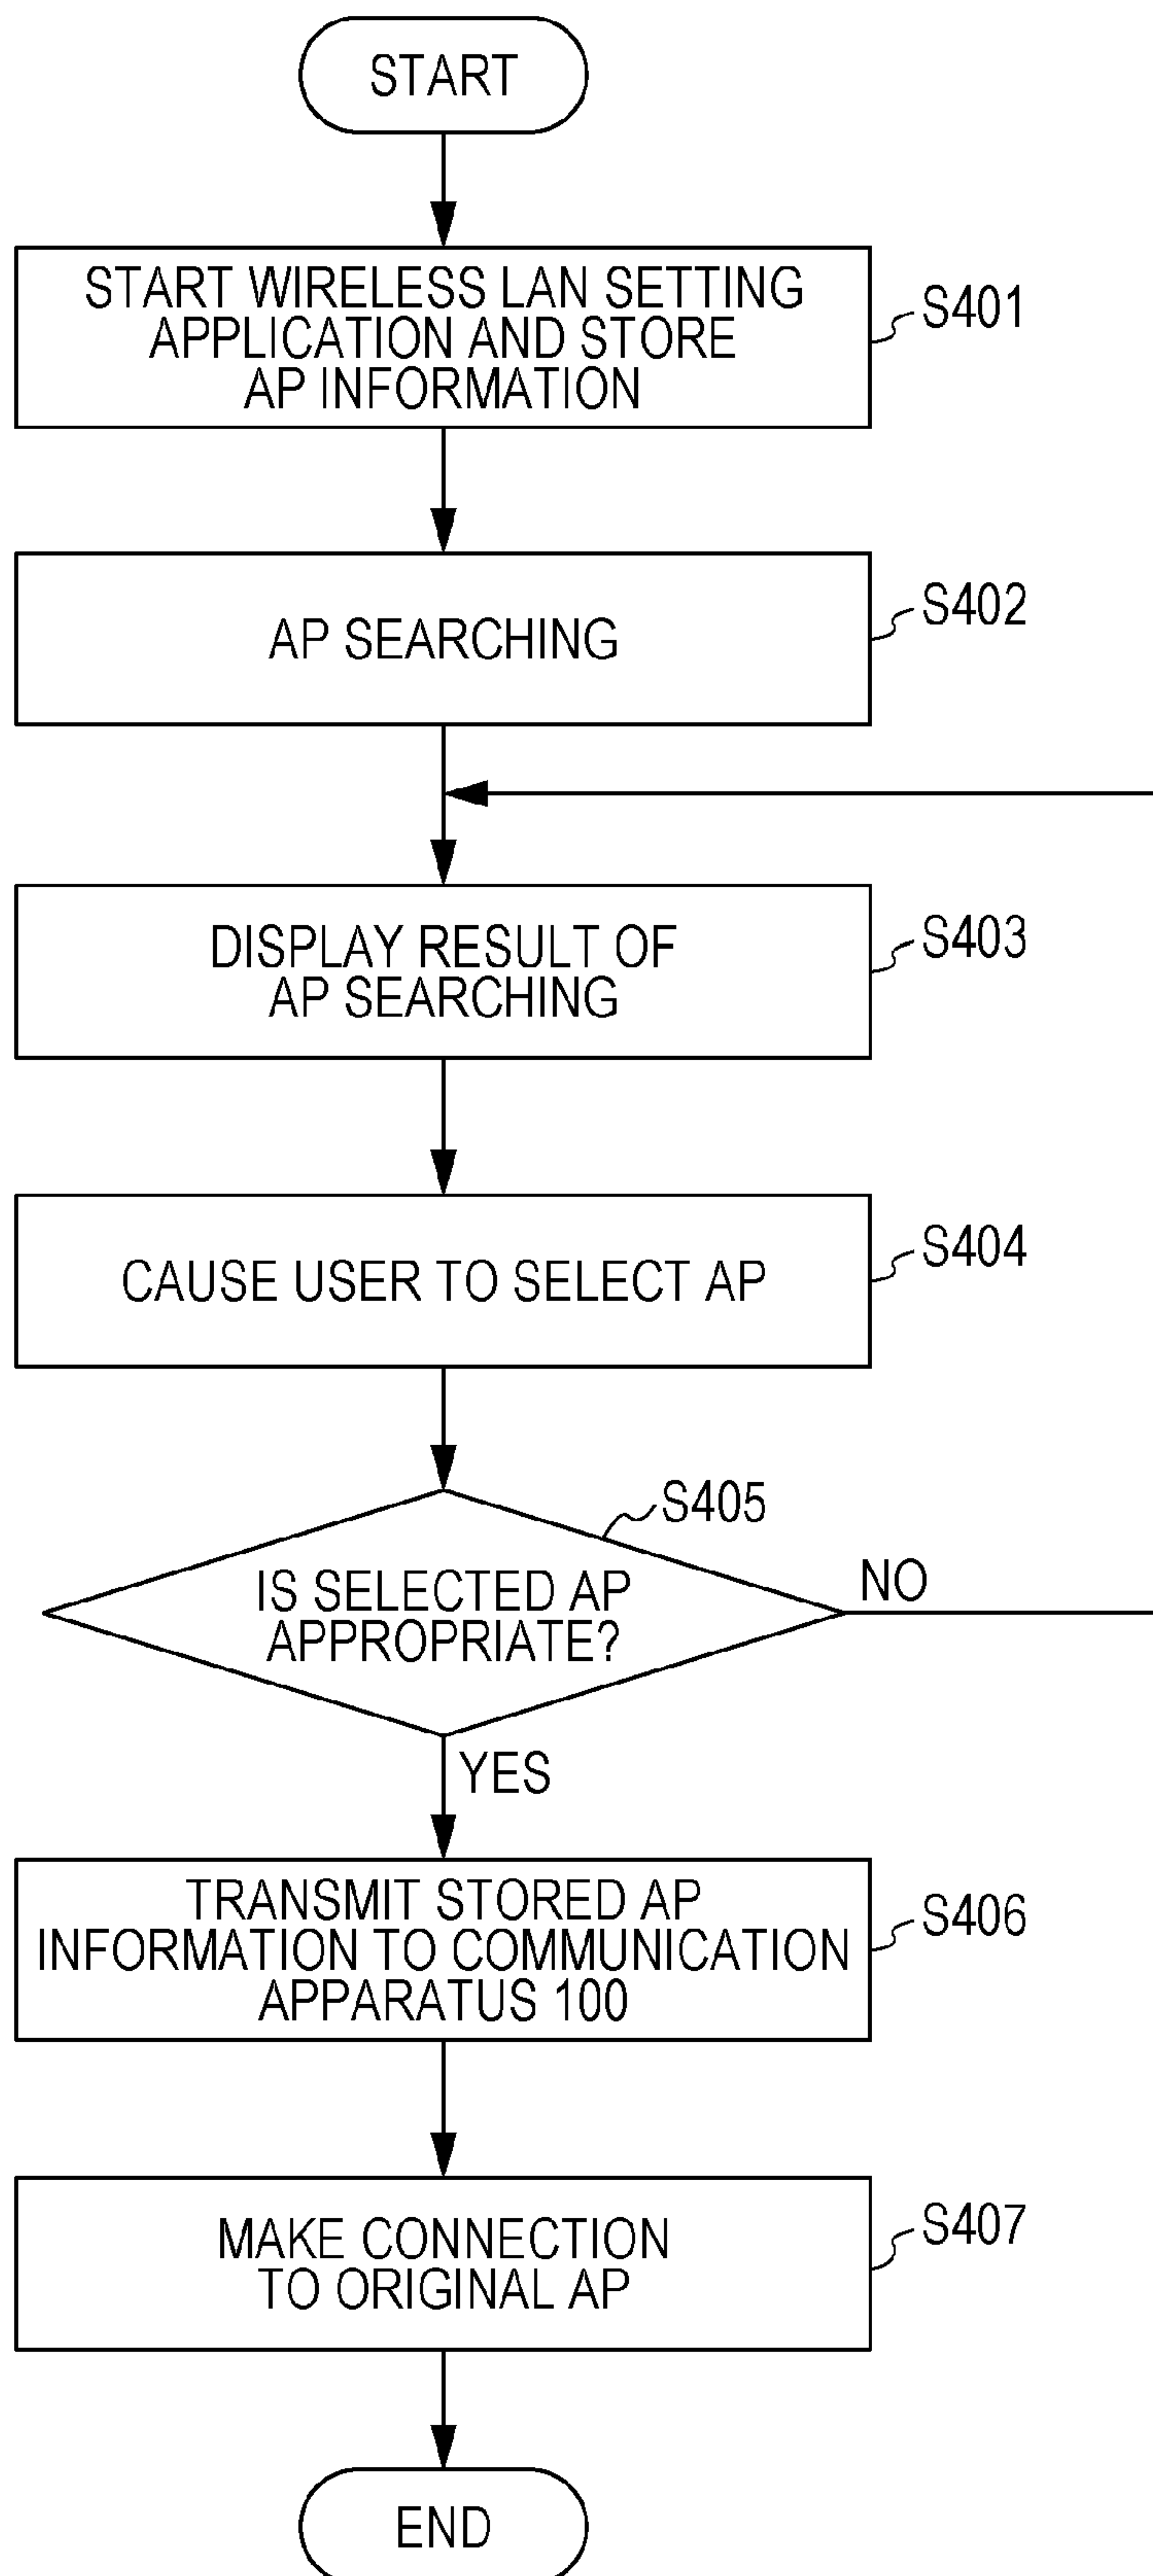 START
START WIRELESS LAN SETTING
APPLICATION AND STORE
AP INFORMATION
S401
AP SEARCHING
S402
DISPLAY RESULT OF
AP SEARCHING
S403
CAUSE USER TO SELECT AP
S404
S405
IS SELECTED AP
APPROPRIATE?
NO
YES
TRANSMIT STORED AP
INFORMATION TO COMMUNICATION
APPARATUS 100
S406
MAKE CONNECTION
TO ORIGINAL AP
S407
END